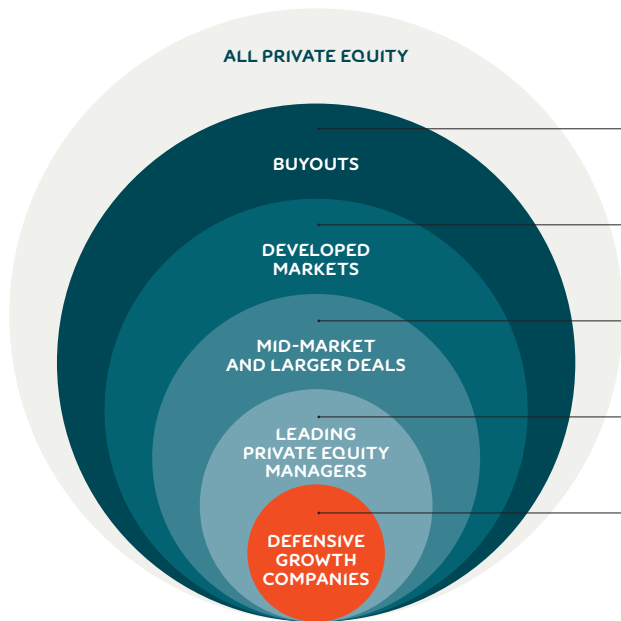 ALL PRIVATE EQUITY
BUYOUTS
DEVELOPED
MARKETS
MID-MARKET
AND LARGER DEALS
LEADING
PRIVATE EQUITY
MANAGERS
DEFENSIVE
GROWTH
COMPANIES